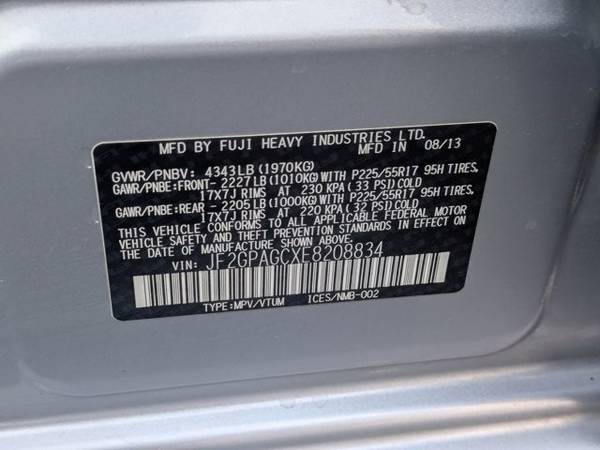 MFD BY FUJI HEAVY INDUSTRIES LTD.
MFD IN 08/13
GVWR/PNBV: 4343LB(1970KG)
GAWR/PNBE:FRONT-2227LB(1010KG)WITH P225/55R17 95H TIRES.
17X7J RIMS AT 230 KPA(33 PSI)COLD
GAWR/PNBE:REAR -2205LB(1000KG)WITH P225/55R17 95H TIRES.
17X7J RIMS AT 220 KPA(33 PSI)COLD
THIS VEHICLE CONFORMS TO ALL APPLICABLE FEDERAL MOTOR
VEHICLE SAFETY AND THEFT PREVENTION STANDARDS IN EFFECT ON
THE DATE OF MANUFACTURE SHOWN ABOVE.
VIN: JF2GPAGCXE8208834
TYPE:MPV/VTUM ICES/NMB-002